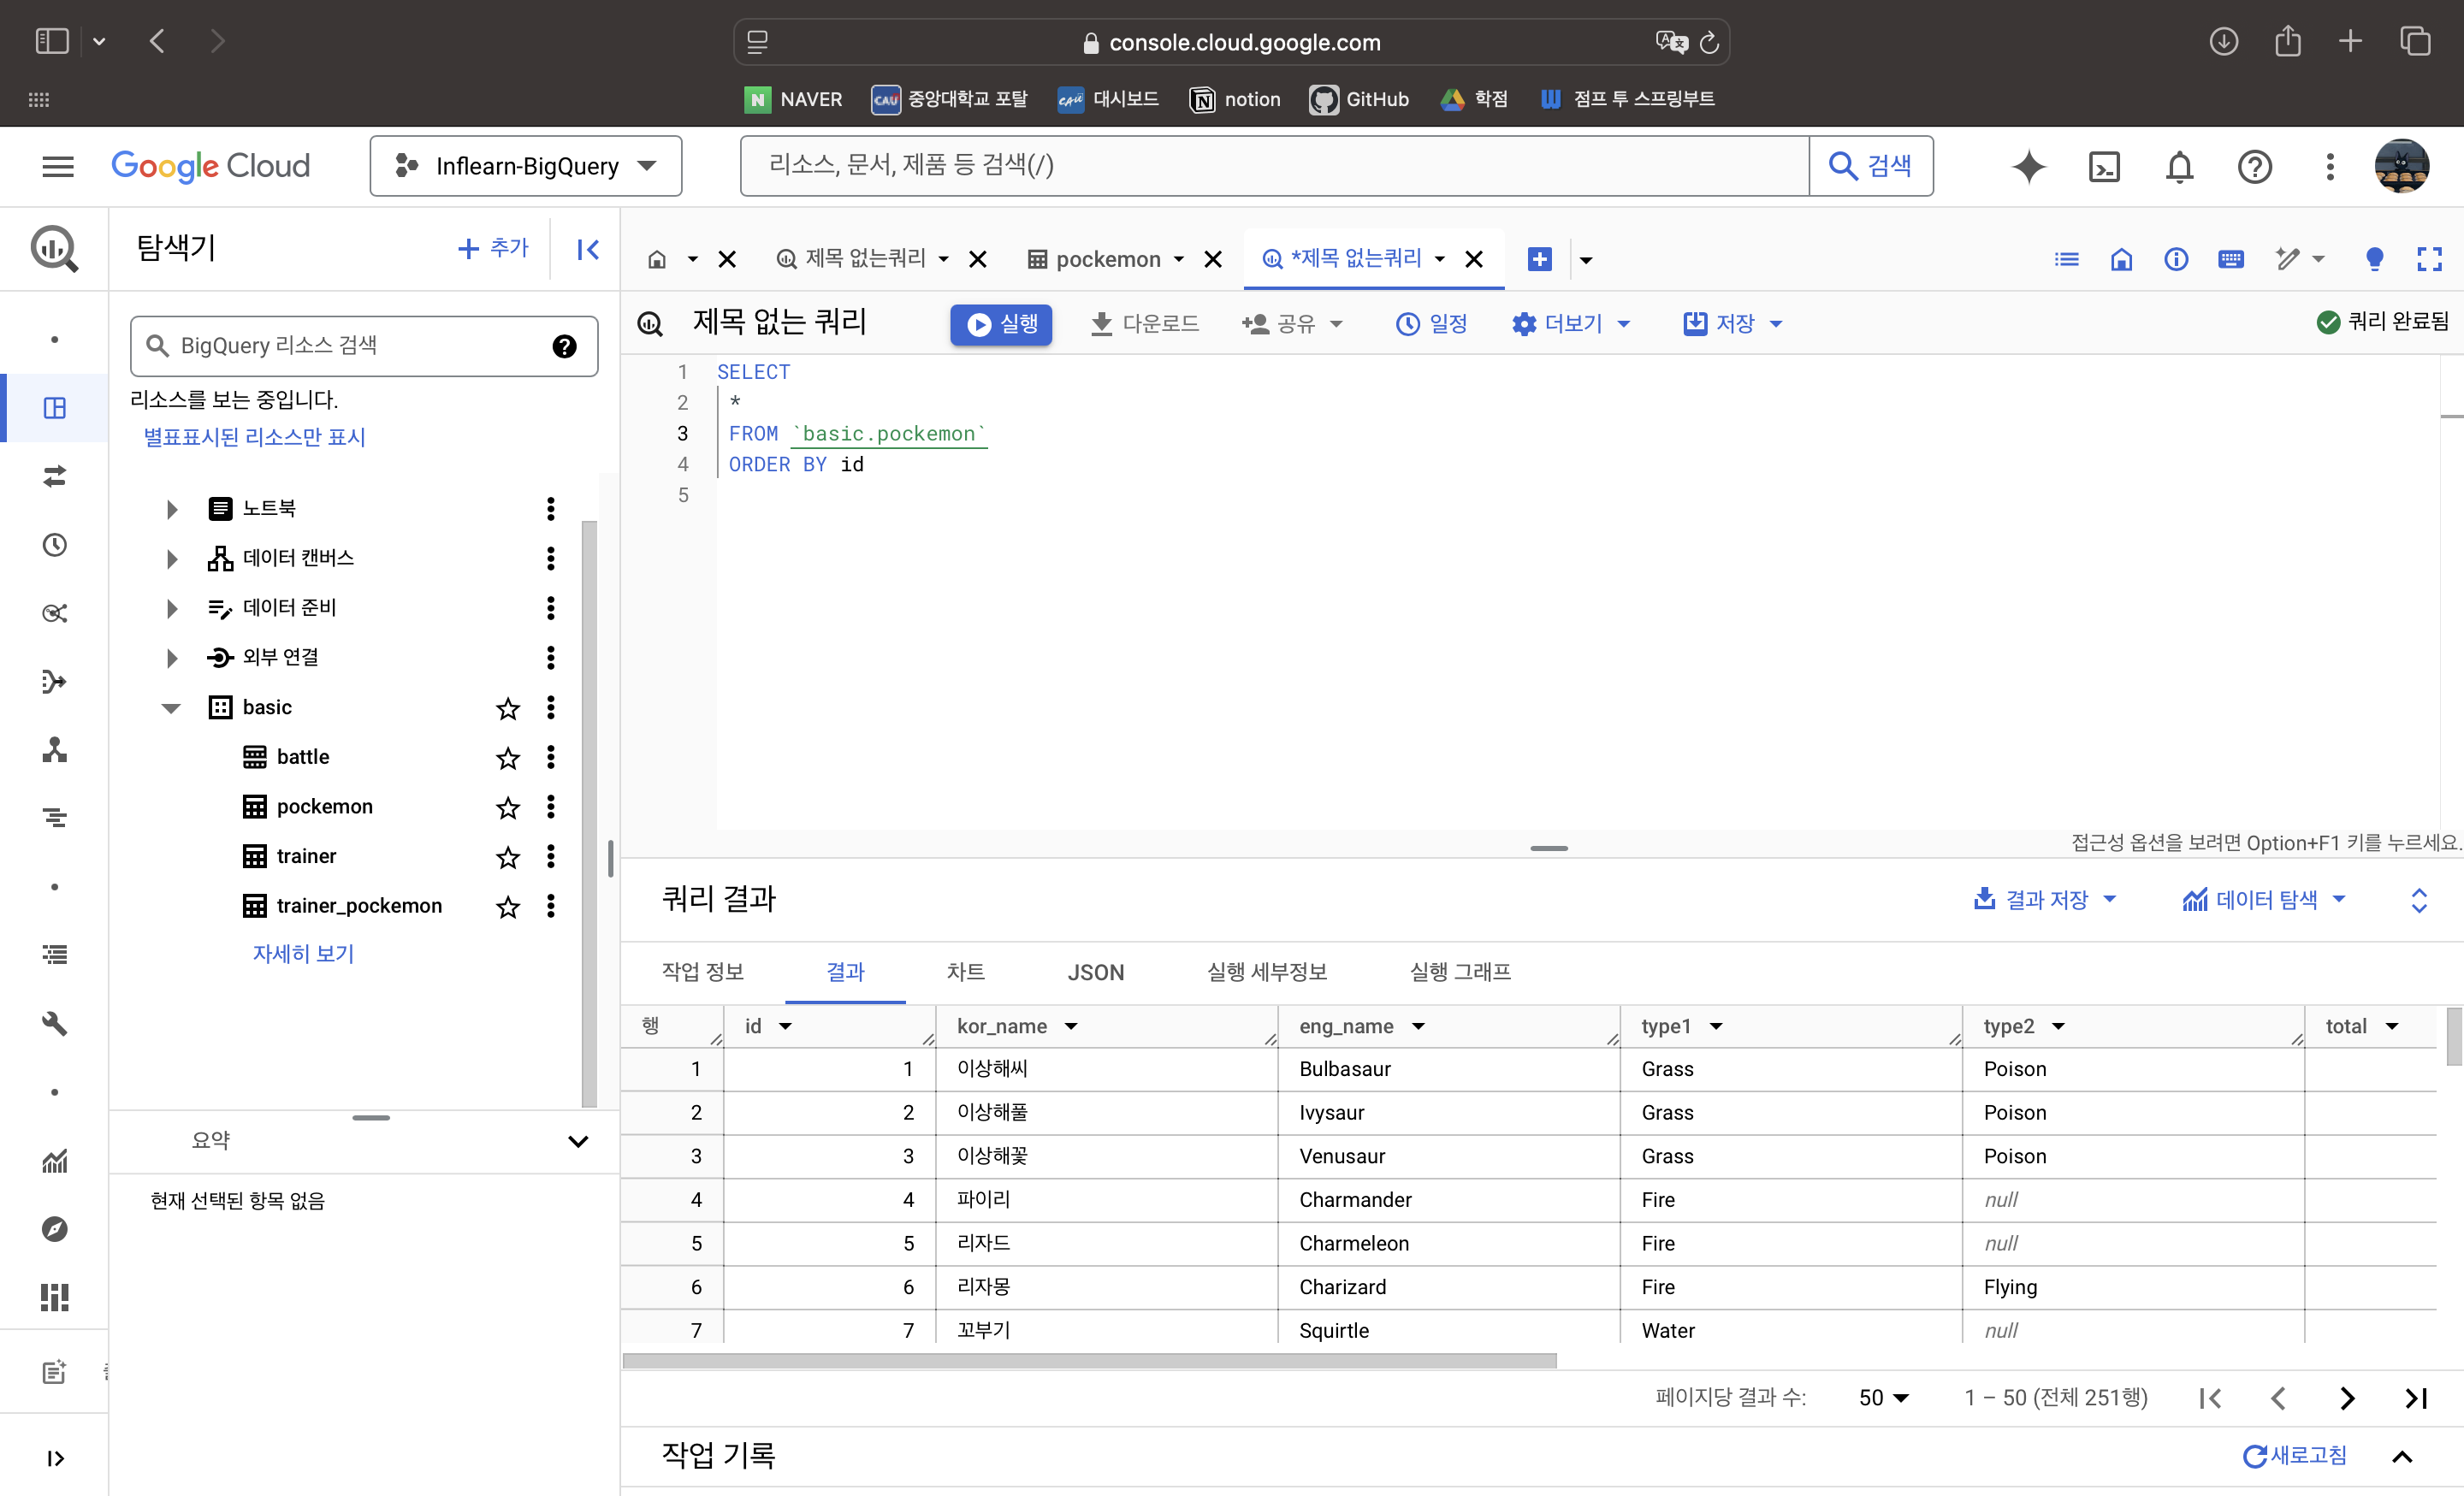 console.cloud.google.com
NAVER
중앙대학교 포탈
대시보드
notion
GitHub
학점
점프 투 스프링부트
Google Cloud
Inflearn-BigQuery
리소스, 문서, 제품 등 검색(/)
검색
탐색기
추가
BigQuery 리소스 검색
리소스를 보는 중입니다.
별표표시된 리소스만 표시
노트북
데이터 캔버스
데이터 준비
외부 연결
basic
battle
pockemon
trainer
trainer_pockemon
자세히 보기
요약
현재 선택된 항목 없음
제목 없는쿼리
pockemon
*제목 없는쿼리
제목 없는 쿼리
실행
다운로드
공유
일정
더보기
저장
쿼리 완료됨
1 SELECT
2 *
3 FROM `basic.pockemon`
4 ORDER BY id
5
접근성 옵션을 보려면 Option+F1 키를 누르세요.
쿼리 결과
결과 저장
데이터 탐색
작업 정보 결과 차트 JSON 실행 세부정보 실행 그래프
행 id kor_name eng_name type1 type2 total
1 1 이상해씨 Bulbasaur Grass Poison
2 2 이상해풀 Ivysaur Grass Poison
3 3 이상해꽃 Venusaur Grass Poison
4 4 파이리 Charmander Fire null
5 5 리자드 Charmeleon Fire null
6 6 리자몽 Charizard Fire Flying
7 7 꼬부기 Squirtle Water null
페이지당 결과 수: 50 1 – 50 (전체 251행)
작업 기록
새로고침